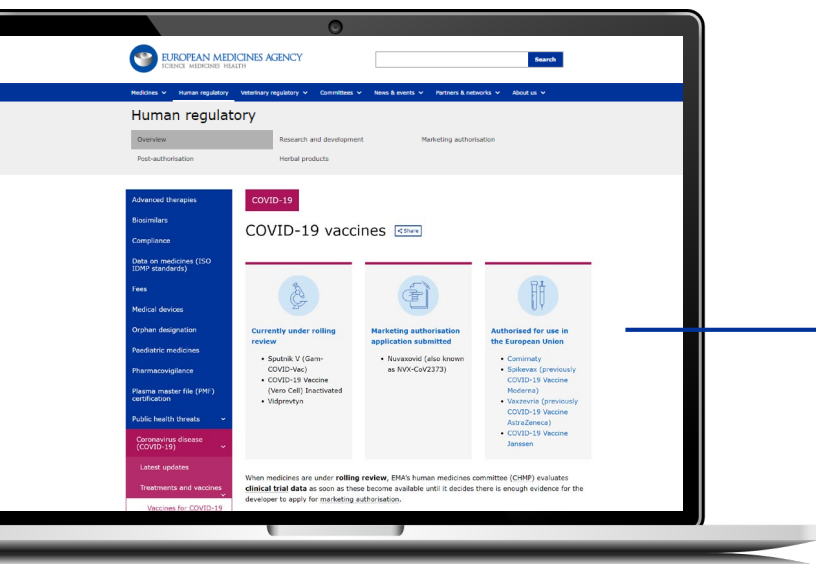 EUROPEAN MEDICINES AGENCY
SCIENCE MEDICINES HEALTH
Search
Medicines
Human regulatory
Veterinary regulatory
Committees
News & events
Partners & networks
About us
Human regulatory
Overview
Research and development
Marketing authorisation
Post-authorisation
Herbal products
Advanced therapies
Biosimilars
Compliance
Data on medicines (ISO
IDMP standards)
Fees
Medical devices
Orphan designation
Paediatric medicines
Pharmacovigilance
Plasma master file (PMF)
certification
Public health threats
Coronavirus disease
(COVID-19)
Latest updates
Treatments and vaccines
Vaccines for COVID-19
COVID-19
COVID-19 vaccines
Share
Currently under rolling
review
• Sputnik V (Gam-
COVID-Vac)
• COVID-19 Vaccine
(Vero Cell) Inactivated
• Vidprevtyn
Marketing authorisation
application submitted
• Nuvaxovid (also known
as NVX-CoV2373)
Authorised for use in
the European Union
• Comirnaty
• Spikevax (previously
COVID-19 Vaccine
Moderna)
• Vaxzevria (previously
COVID-19 Vaccine
AstraZeneca)
• COVID-19 Vaccine
Janssen
When medicines are under rolling review, EMA's human medicines committee (CHMP) evaluates
clinical trial data as soon as these become available until it decides there is enough evidence for the
developer to apply for marketing authorisation.